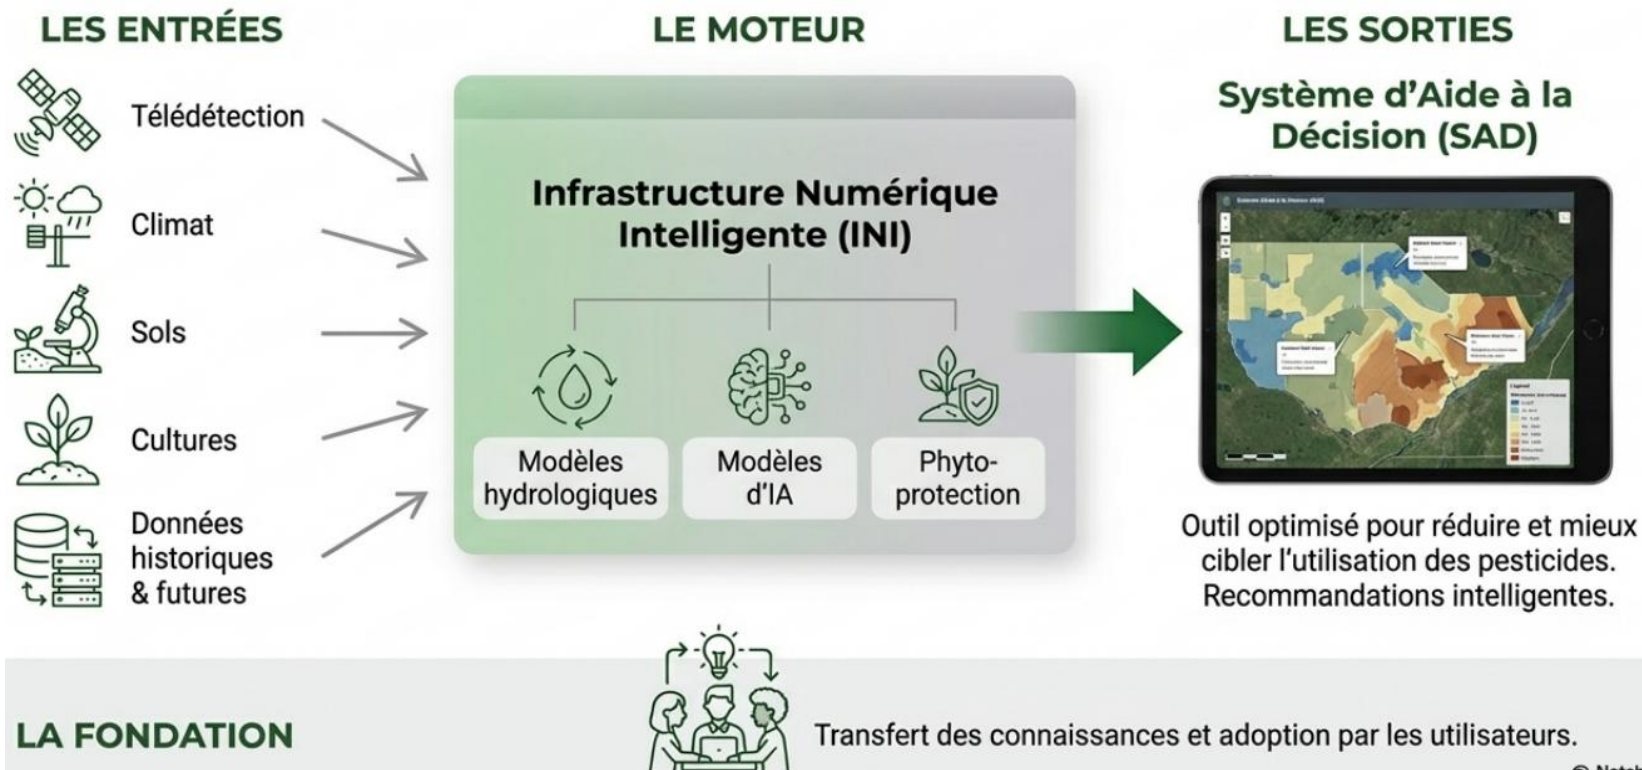 LES ENTRÉES
Télédétection
Climat
Sols
Cultures
Données
historiques
& futures
LE MOTEUR
Infrastructure Numérique
Intelligente (INI)
Modèles
hydrologiques
Modèles
d'IA
Phyto-
protection
LES SORTIES
Système d'Aide à la
Décision (SAD)
Outil optimisé pour réduire et mieux
cibler l'utilisation des pesticides.
Recommandations intelligentes.
LA FONDATION
Transfert des connaissances et adoption par les utilisateurs.